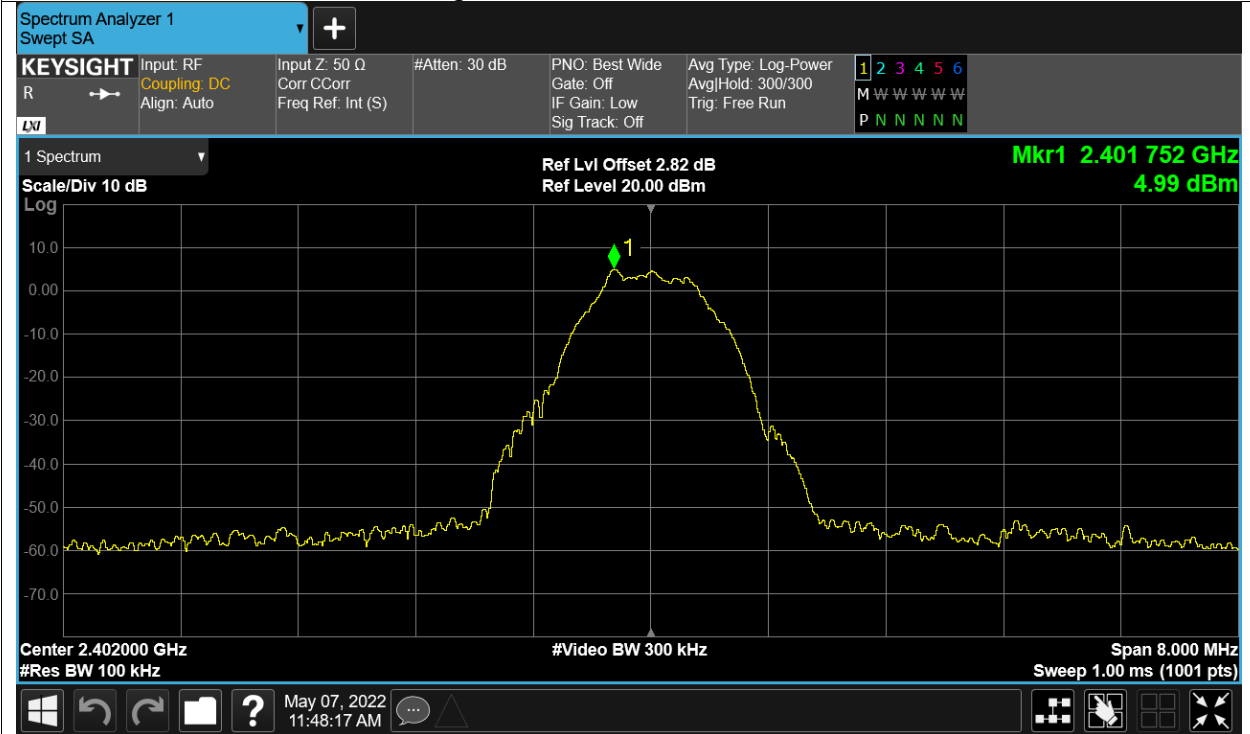 Spectrum Analyzer 1
Swept SA
▼
+
KEYSIGHT
R
LXI
Input: RF
Coupling: DC
Align: Auto
Input Z: 50 Ω
Corr CCorr
Freq Ref: Int (S)
#Atten: 30 dB
PNO: Best Wide
Gate: Off
IF Gain: Low
Sig Track: Off
Avg Type: Log-Power
Avg|Hold: 300/300
Trig: Free Run
1 2 3 4 5 6
M W W W W W
P N N N N N
1 Spectrum ▼
Scale/Div 10 dB
Log
Ref Lvl Offset 2.82 dB
Ref Level 20.00 dBm
Mkr1 2.401 752 GHz
4.99 dBm
1
10.0
0.00
-10.0
-20.0
-30.0
-40.0
-50.0
-60.0
-70.0
Center 2.402000 GHz
#Res BW 100 kHz
#Video BW 300 kHz
Span 8.000 MHz
Sweep 1.00 ms (1001 pts)
?
May 07, 2022
11:48:17 AM